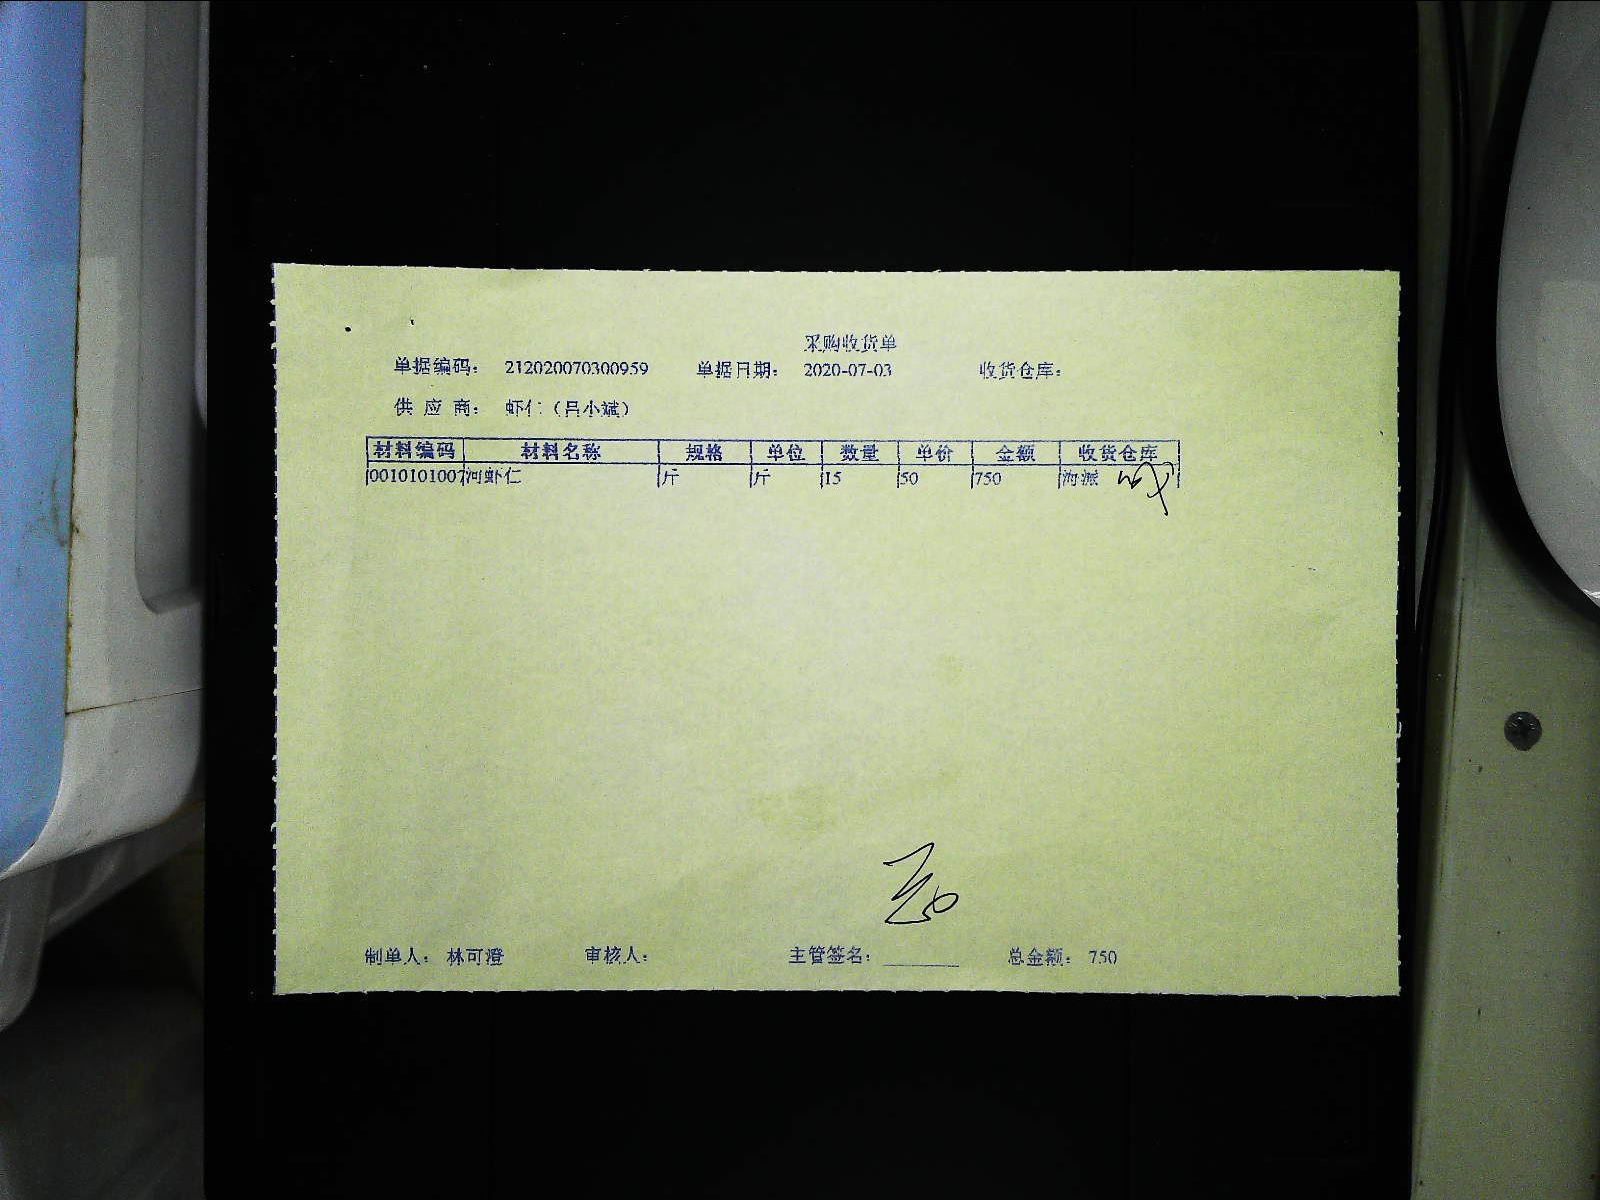 采购收货单
单据编码： 212020070300959 单据日期： 2020-07-03 收货仓库：
供 应 商： 虾仁（吕小斌）
材料编码 材料名称 规格 单位 数量 单价 金额 收货仓库
0010101007 河虾仁 斤 斤 15 50 750 海派
制单人： 林可澄 审核人： 主管签名： 总金额： 750